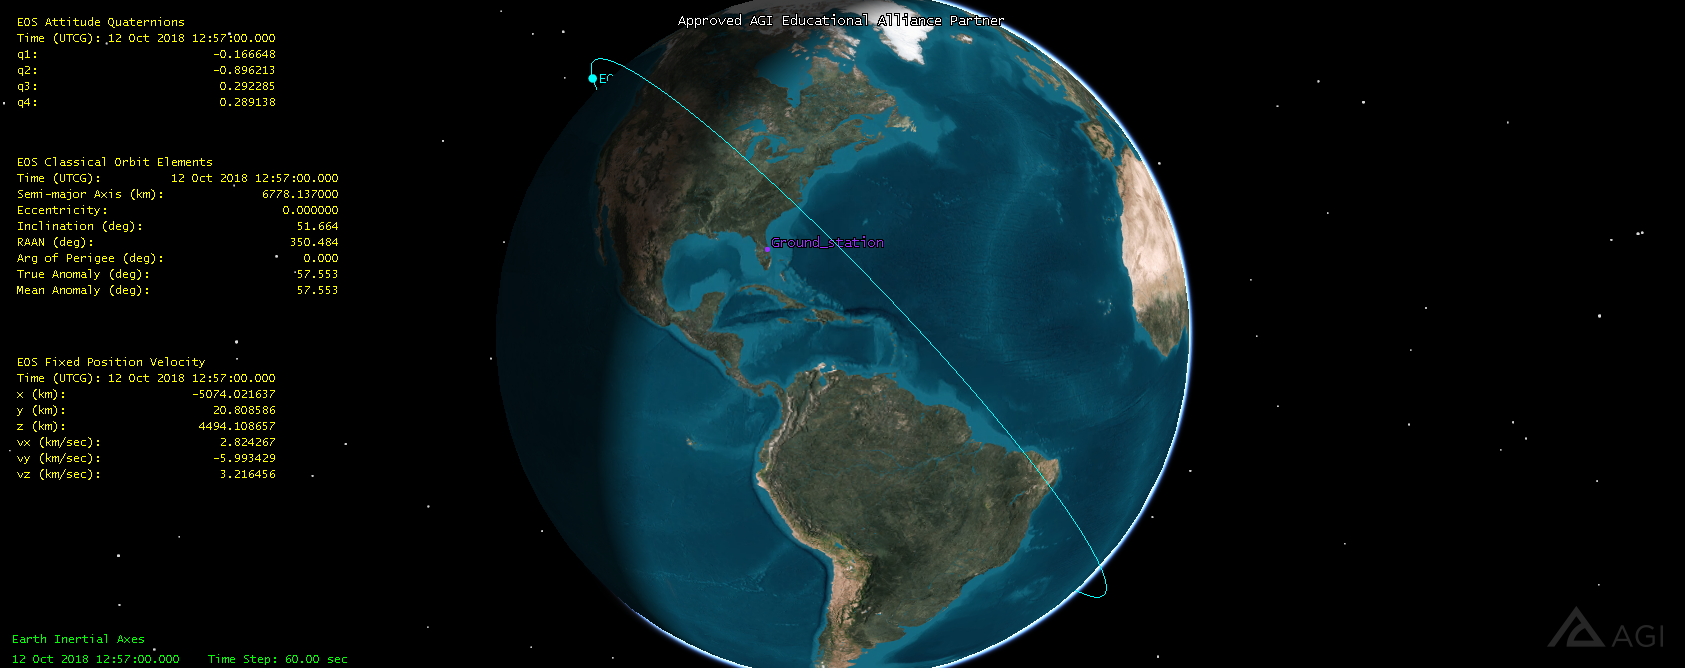 Approved AGI Educational Alliance Partner
EOS Attitude Quaternions
Time (UTCG): 12 Oct 2018 12:57:00.000
q1: -0.166648
q2: -0.896213
q3: 0.292285
q4: 0.289138
EOS Classical Orbit Elements
Time (UTCG): 12 Oct 2018 12:57:00.000
Semi-major Axis (km): 6778.137000
Eccentricity: 0.000000
Inclination (deg): 51.664
RAAN (deg): 350.484
Arg of Perigee (deg): 0.000
True Anomaly (deg): 57.553
Mean Anomaly (deg): 57.553
EOS Fixed Position Velocity
Time (UTCG): 12 Oct 2018 12:57:00.000
x (km): -5074.021637
y (km): 20.808586
z (km): 4494.108657
vx (km/sec): 2.824267
vy (km/sec): -5.993429
vz (km/sec): 3.216456
Ground_station
Earth Inertial Axes
12 Oct 2018 12:57:00.000 Time Step: 60.00 sec
AGI